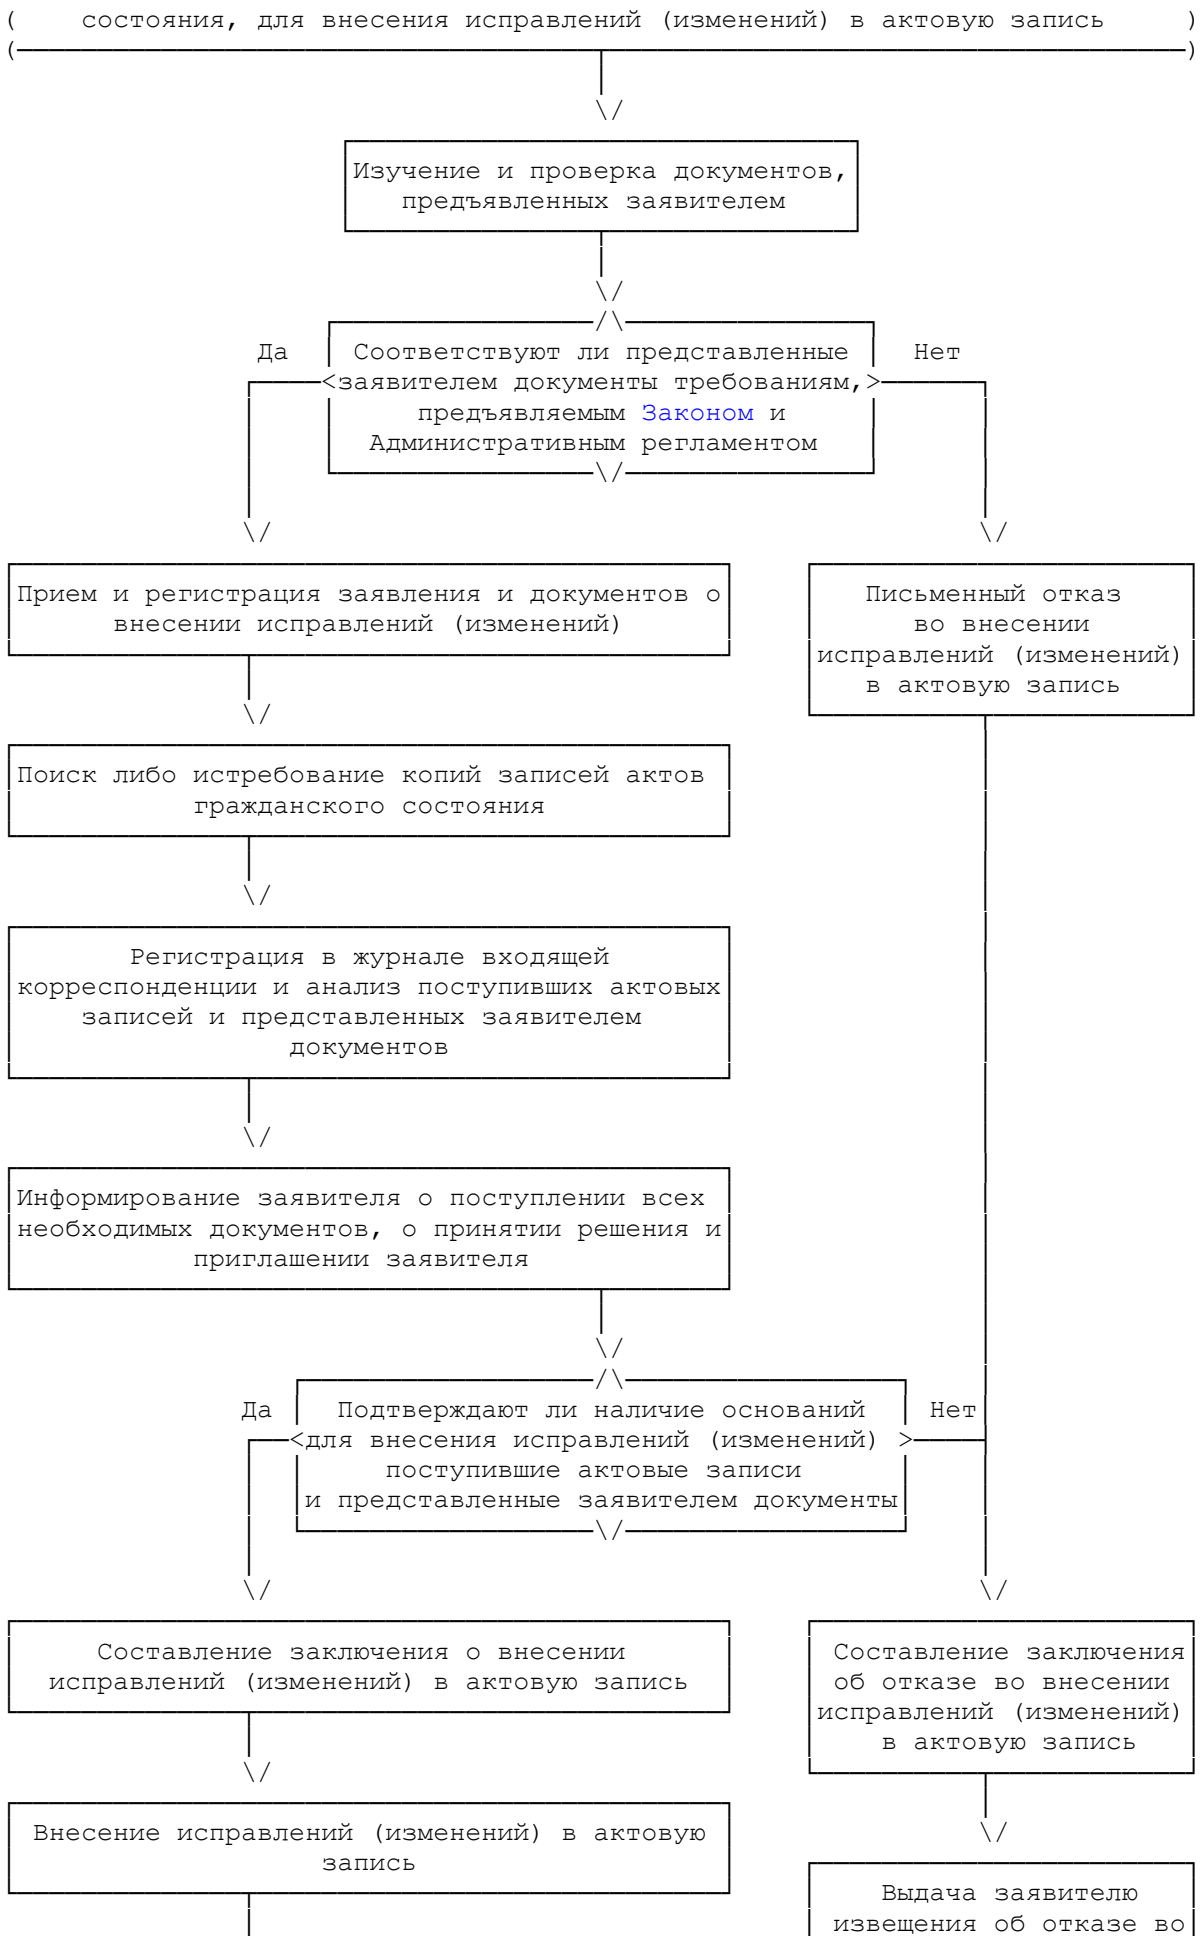 ( состояния, для внесения исправлений (изменений) в актовую запись )
Изучение и проверка документов,
предъявленных заявителем
Да
Соответствуют ли представленные
Нет
<заявителем документы требованиям,>
предъявляемым Законом и
Административным регламентом
Прием и регистрация заявления и документов о
внесении исправлений (изменений)
Письменный отказ
во внесении
исправлений (изменений)
в актовую запись
Поиск либо истребование копий записей актов
гражданского состояния
Регистрация в журнале входящей
корреспонденции и анализ поступивших актовых
записей и представленных заявителем
документов
Информирование заявителя о поступлении всех
необходимых документов, о принятии решения и
приглашении заявителя
Да
Подтверждают ли наличие оснований
Нет
<для внесения исправлений (изменений) >
поступившие актовые записи
и представленные заявителем документы
Составление заключения о внесении
исправлений (изменений) в актовую запись
Составление заключения
об отказе во внесении
исправлений (изменений)
в актовую запись
Внесение исправлений (изменений) в актовую
запись
Выдача заявителю
извещения об отказе во